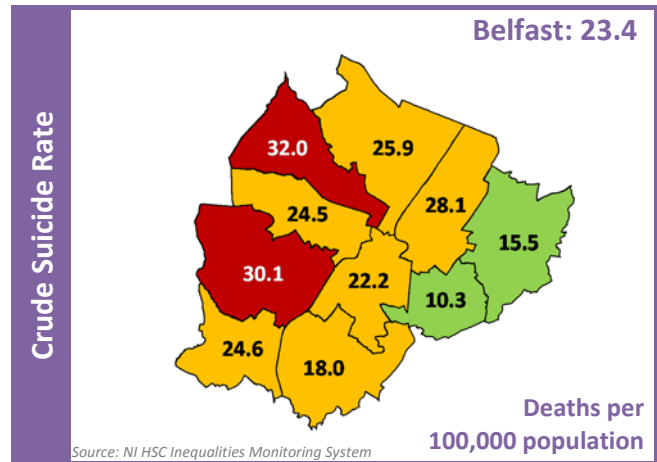 Crude Suicide Rate
Belfast: 23.4
32.0
25.9
24.5
28.1
15.5
30.1
22.2
10.3
24.6
18.0
Deaths per
100,000 population
Source: NI HSC Inequalities Monitoring System